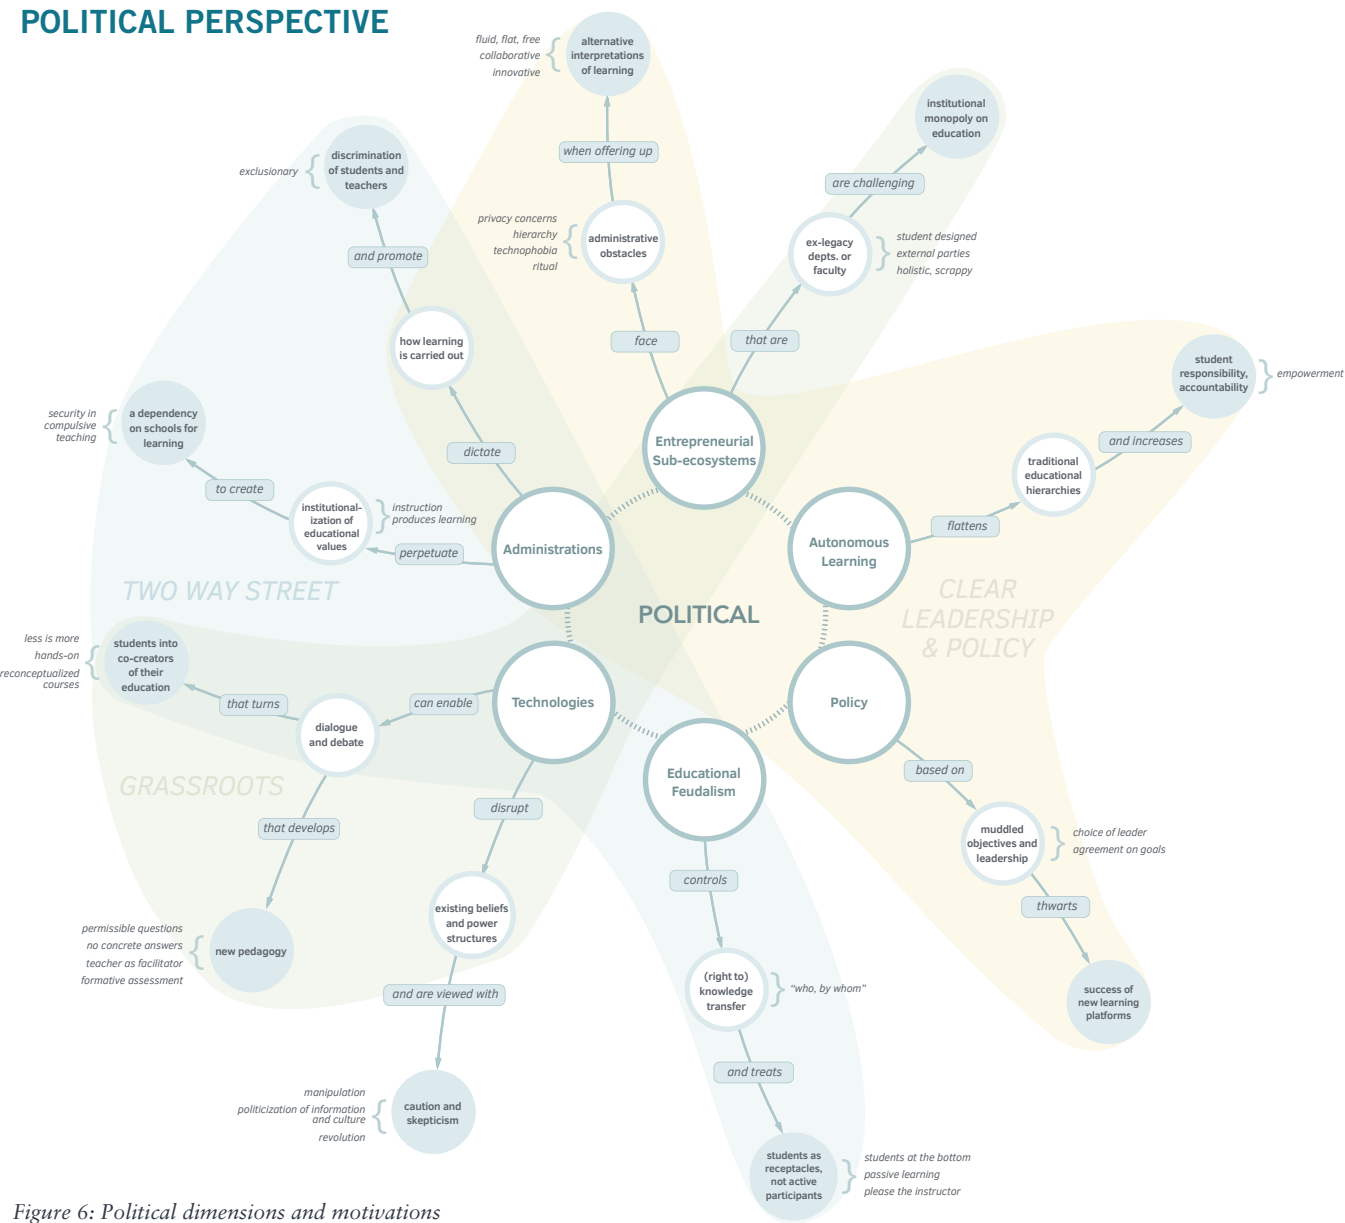 POLITICAL PERSPECTIVE
fluid, flat, free
collaborative
innovative
alternative
interpretations
of learning
when offering up
privacy concerns
hierarchy
technophobia
ritual
administrative
obstacles
face
institutional
monopoly on
education
are challenging
ex-legacy
depts. or
faculty
student designed
external parties
holistic, scrappy
that are
exclusionary
discrimination
of students and
teachers
and promote
how learning
is carried out
dictate
security in
compulsive
teaching
a dependency
on schools for
learning
to create
institutional-
ization of
educational
values
instruction
produces learning
perpetuate
Entrepreneurial
Sub-ecosystems
Administrations
Autonomous
Learning
flattens
traditional
educational
hierarchies
and increases
student
responsibility,
accountability
empowerment
TWO WAY STREET
POLITICAL
CLEAR
LEADERSHIP
& POLICY
less is more
hands-on
reconceptualized
courses
students into
co-creators
of their
education
that turns
dialogue
and debate
can enable
Technologies
Policy
Educational
Feudalism
GRASSROOTS
that develops
permissible questions
no concrete answers
teacher as facilitator
formative assessment
new pedagogy
disrupt
existing beliefs
and power
structures
and are viewed with
manipulation
politicization of information
and culture
revolution
caution and
skepticism
controls
(right to)
knowledge
transfer
“who, by whom”
and treats
students as
receptacles,
not active
participants
students at the bottom
passive learning
please the instructor
based on
muddled
objectives and
leadership
choice of leader
agreement on goals
thwarts
success of
new learning
platforms
Figure 6: Political dimensions and motivations